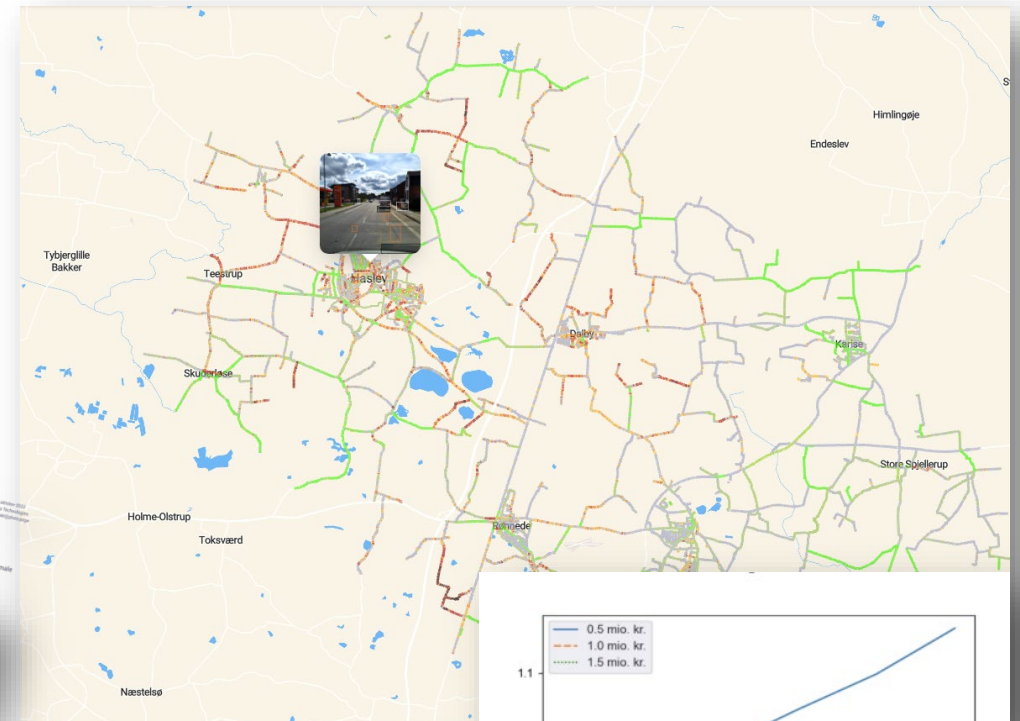 Himlingøje
Endeslev
Tybjerglille
Bakker
Teestrup
Haslev
Dalby
Karise
Skuderløse
Store Spjellerup
Holme-Olstrup
Rønnede
Toksværd
Næstelsø
0.5 mio. kr.
1.0 mio. kr.
1.5 mio. kr.
1.1